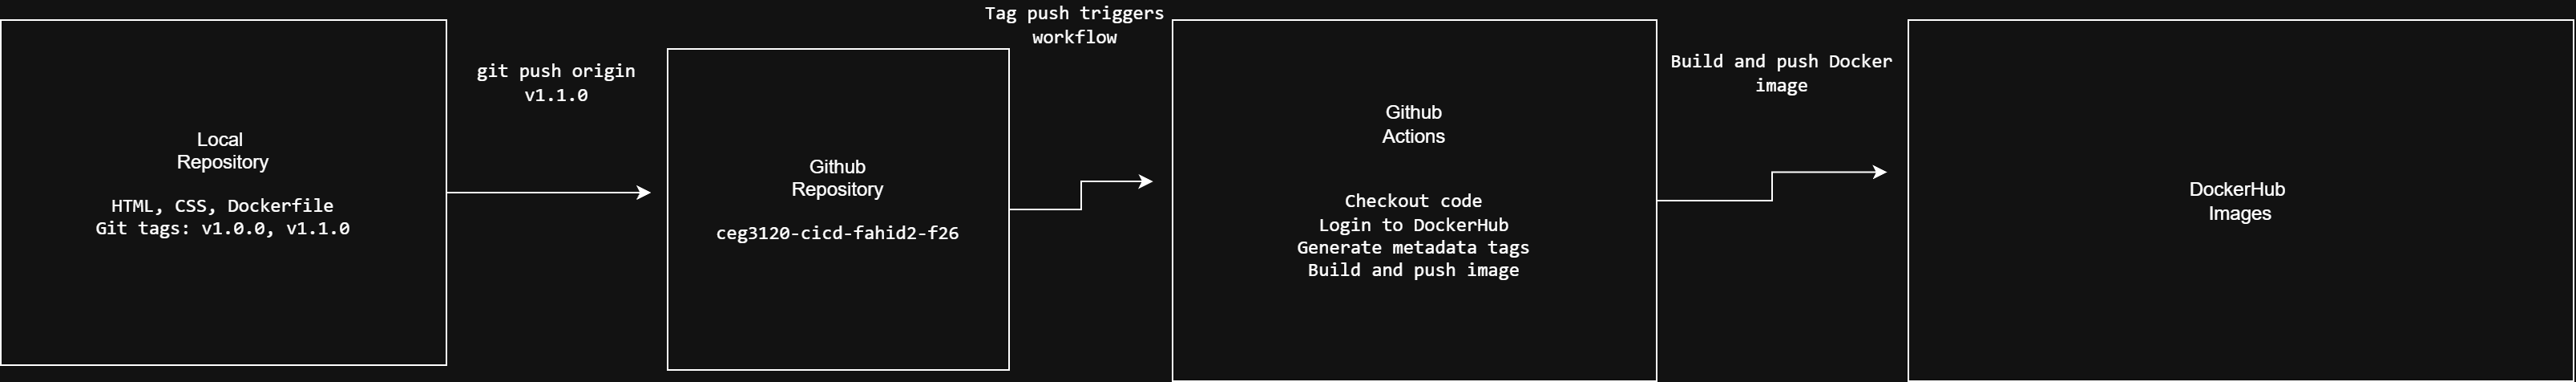 Local
Repository
HTML, CSS, Dockerfile
Git tags: v1.0.0, v1.1.0
git push origin
v1.1.0
Github
Repository
ceg3120-cicd-fahid2-f26
Tag push triggers
workflow
Github
Actions
Checkout code
Login to DockerHub
Generate metadata tags
Build and push image
Build and push Docker
image
DockerHub
Images